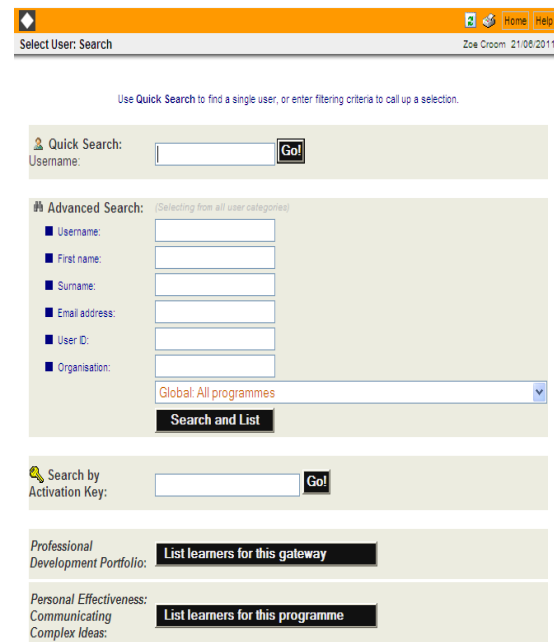 Home Help
Select User: Search
Zoe Croom 21/06/2011
Use Quick Search to find a single user, or enter filtering criteria to call up a selection.
Quick Search:
Username:
Go!
Advanced Search: (Selecting from all user categories)
Username:
First name:
Surname:
Email address:
User ID:
Organisation:
Global: All programmes
Search and List
Search by
Activation Key:
Go!
Professional
Development Portfolio:
List learners for this gateway
Personal Effectiveness:
Communicating
Complex Ideas:
List learners for this programme